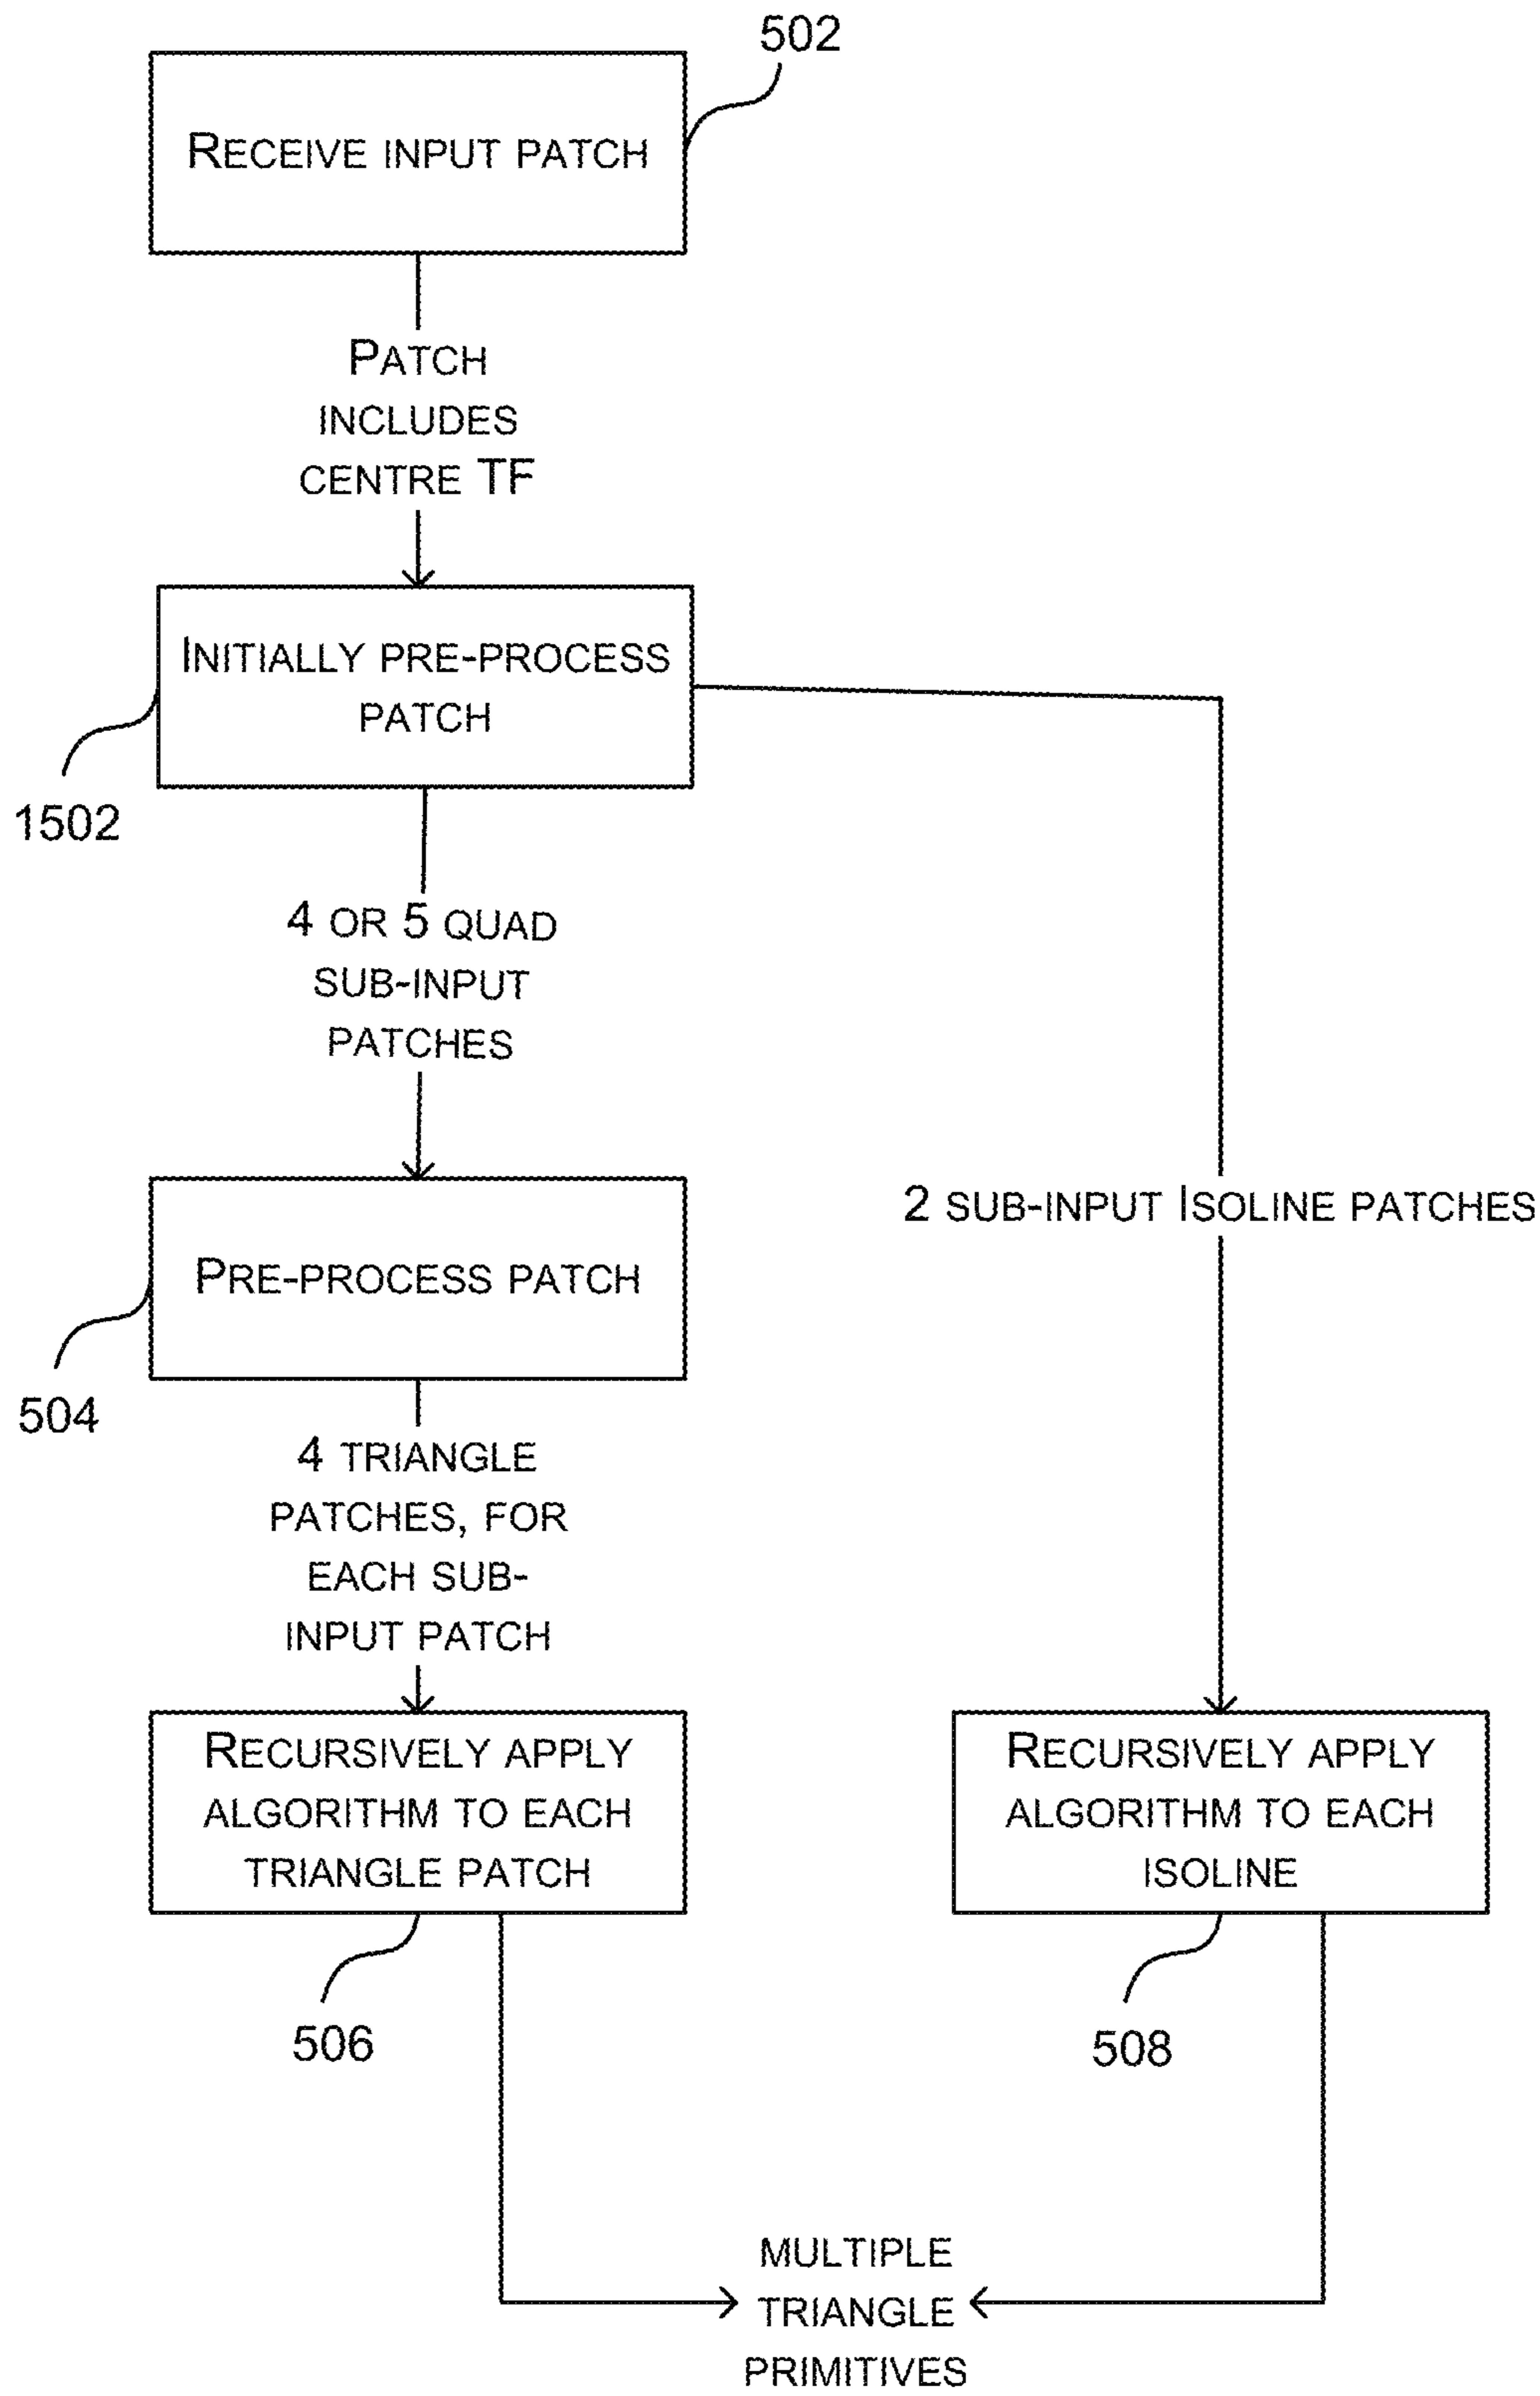 502
RECEIVE INPUT PATCH
PATCH
INCLUDES
CENTRE TF
INITIALLY PRE-PROCESS
PATCH
1502
4 OR 5 QUAD
SUB-INPUT
PATCHES
2 SUB-INPUT ISOLINE PATCHES
PRE-PROCESS PATCH
504
4 TRIANGLE
PATCHES, FOR
EACH SUB-
INPUT PATCH
RECURSIVELY APPLY
ALGORITHM TO EACH
TRIANGLE PATCH
RECURSIVELY APPLY
ALGORITHM TO EACH
ISOLINE
506
508
MULTIPLE
TRIANGLE
PRIMITIVES